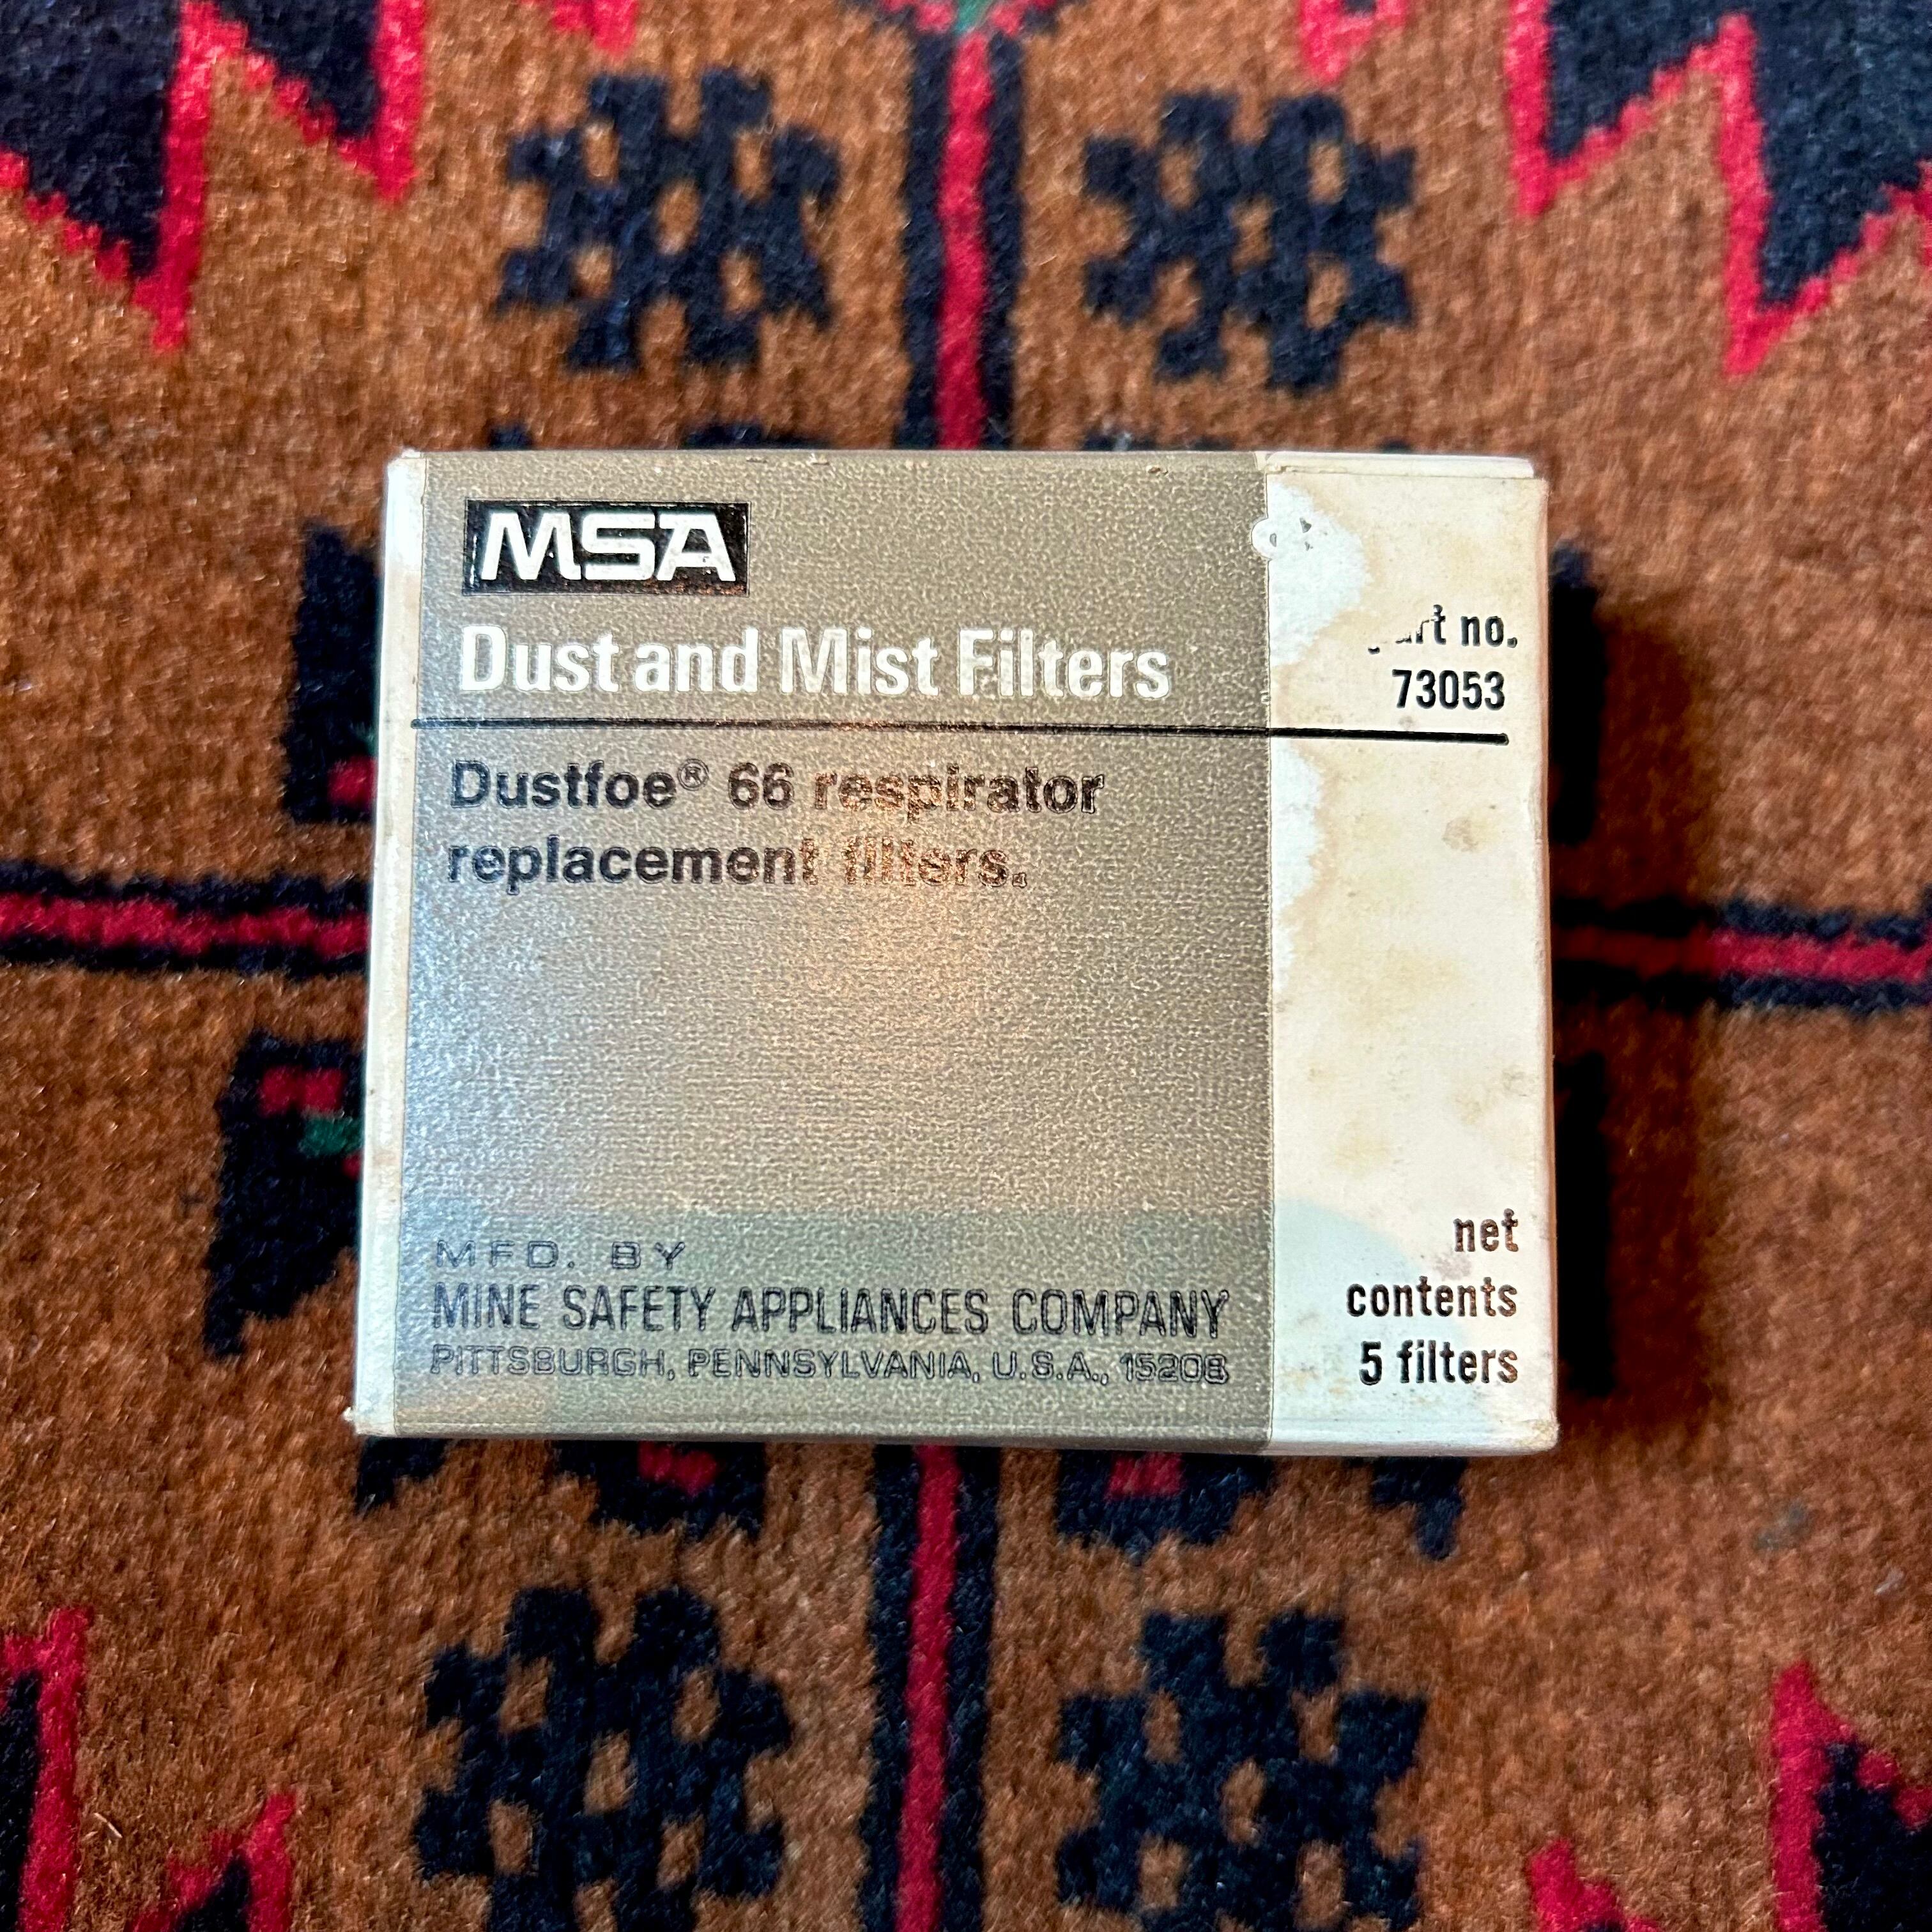 MSA
Dust and Mist Filters
no.
73053
Dustfoe® 66 respirator
replacement filters.
MFD. BY
MINE SAFETY APPLIANCES COMPANY
PITTSBURGH, PENNSYLVANIA, U.S.A., 15208
net
contents
5 filters